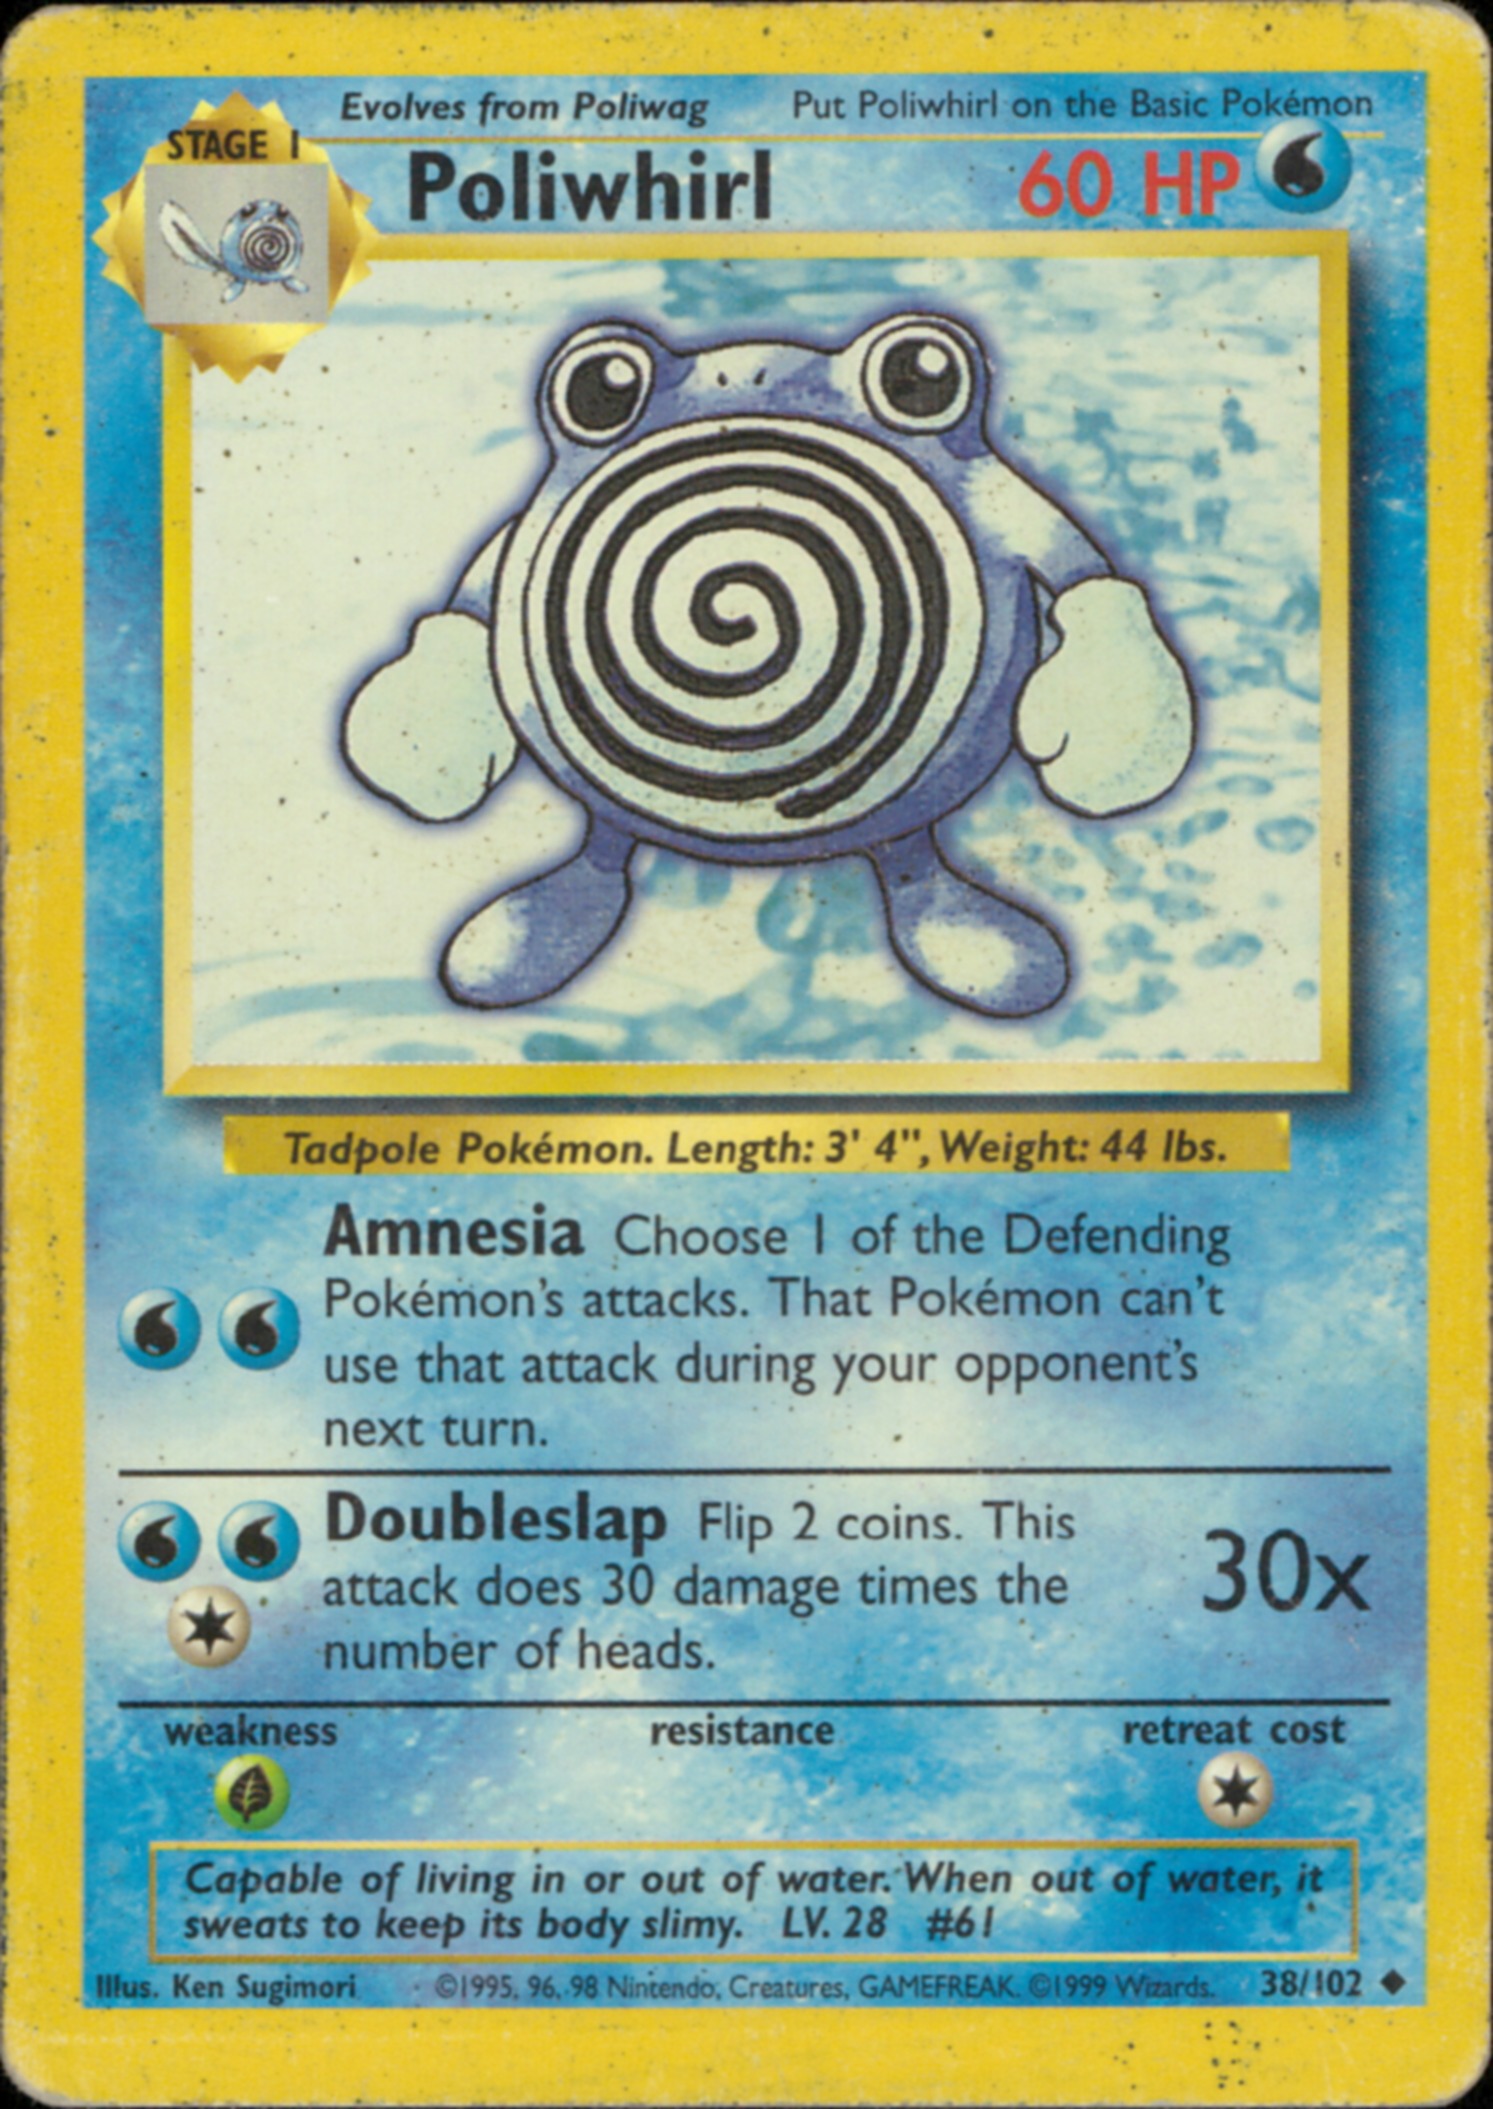 Evolves from Poliwag Put Poliwhirl on the Basic Pokémon
STAGE 1
Poliwhirl 60 HP
Tadpole Pokémon. Length: 3' 4", Weight: 44 lbs.
Amnesia Choose 1 of the Defending
Pokémon's attacks. That Pokémon can't
use that attack during your opponent's
next turn.
Doubleslap Flip 2 coins. This
attack does 30 damage times the
number of heads.
30x
weakness resistance retreat cost
Capable of living in or out of water. When out of water, it
sweats to keep its body slimy. LV. 28 #61
Illus. Ken Sugimori ©1995, 96, 98 Nintendo, Creatures, GAMEFREAK. ©1999 Wizards. 38/102